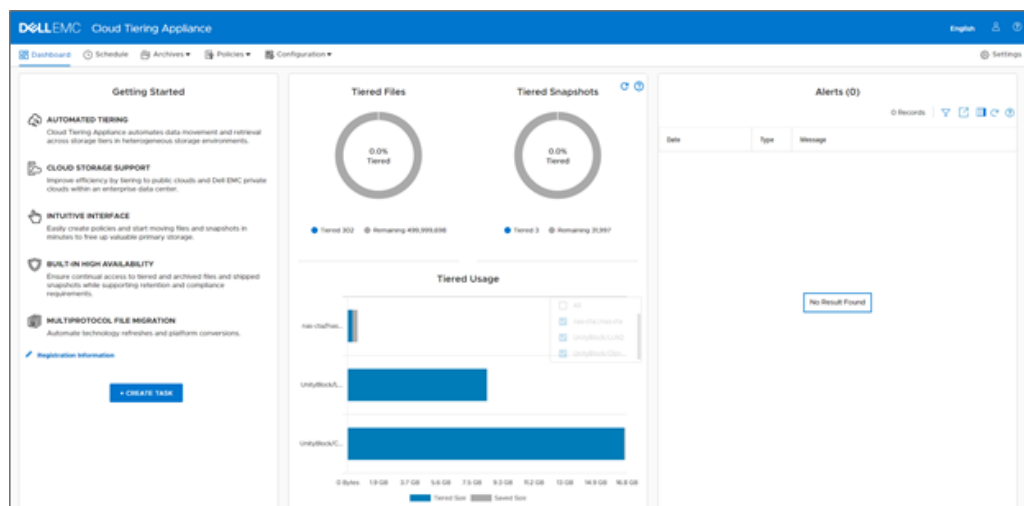 DELLEMC Cloud Tiering Appliance
English
Dashboard Schedule Archives Policies Configuration
Settings
Getting Started
AUTOMATED TIERING
Cloud Tiering Appliance automates data movement and retrieval
across storage tiers in heterogeneous storage environments.
CLOUD STORAGE SUPPORT
Improve efficiency by tiering to public clouds and Dell EMC private
clouds within an enterprise data center.
INTUITIVE INTERFACE
Easily create policies and start moving files and snapshots in
minutes to free up valuable primary storage.
BUILT-IN HIGH AVAILABILITY
Ensure continual access to tiered and archived files and shipped
snapshots while supporting retention and compliance
requirements.
MULTIPROTOCOL FILE MIGRATION
Automate technology refreshes and platform conversions.
Registration Information
+ CREATE TASK
Tiered Files
0.0%
Tiered
Tiered 302 Remaining 499,999,698
Tiered Snapshots
0.0%
Tiered
Tiered 3 Remaining 31,997
Tiered Usage
All
nas-cta/nas...
UnityBlock/L...
UnityBlock/C...
0 Bytes 1.9 GB 3.7 GB 5.6 GB 7.5 GB 9.3 GB 11.2 GB 13 GB 14.9 GB 16.8 GB
Tiered Size Saved Size
Alerts (0)
0 Records
Date Type Message
No Result Found